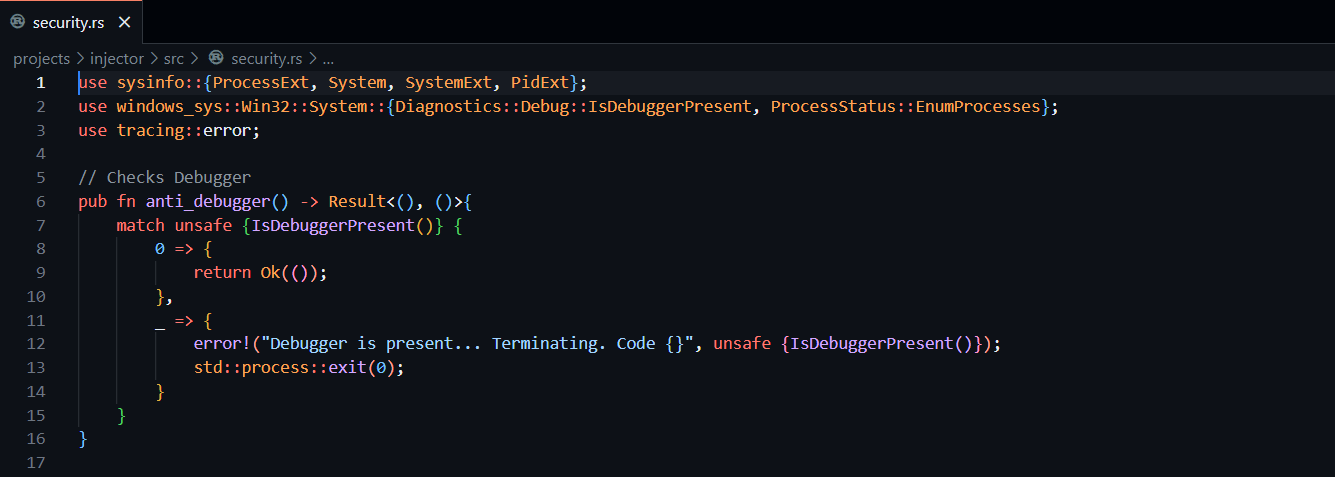 security.rs ×
projects > injector > src > security.rs > ...
1 use sysinfo::{ProcessExt, System, SystemExt, PidExt};
2 use windows_sys::Win32::System::{Diagnostics::Debug::IsDebuggerPresent, ProcessStatus::EnumProcesses};
3 use tracing::error;
4
5 // Checks Debugger
6 pub fn anti_debugger() -> Result<(), ()>{
7     match unsafe {IsDebuggerPresent()} {
8         0 => {
9             return Ok(());
10         },
11         _ => {
12             error!("Debugger is present... Terminating. Code {}", unsafe {IsDebuggerPresent()});
13             std::process::exit(0);
14         }
15     }
16 }
17